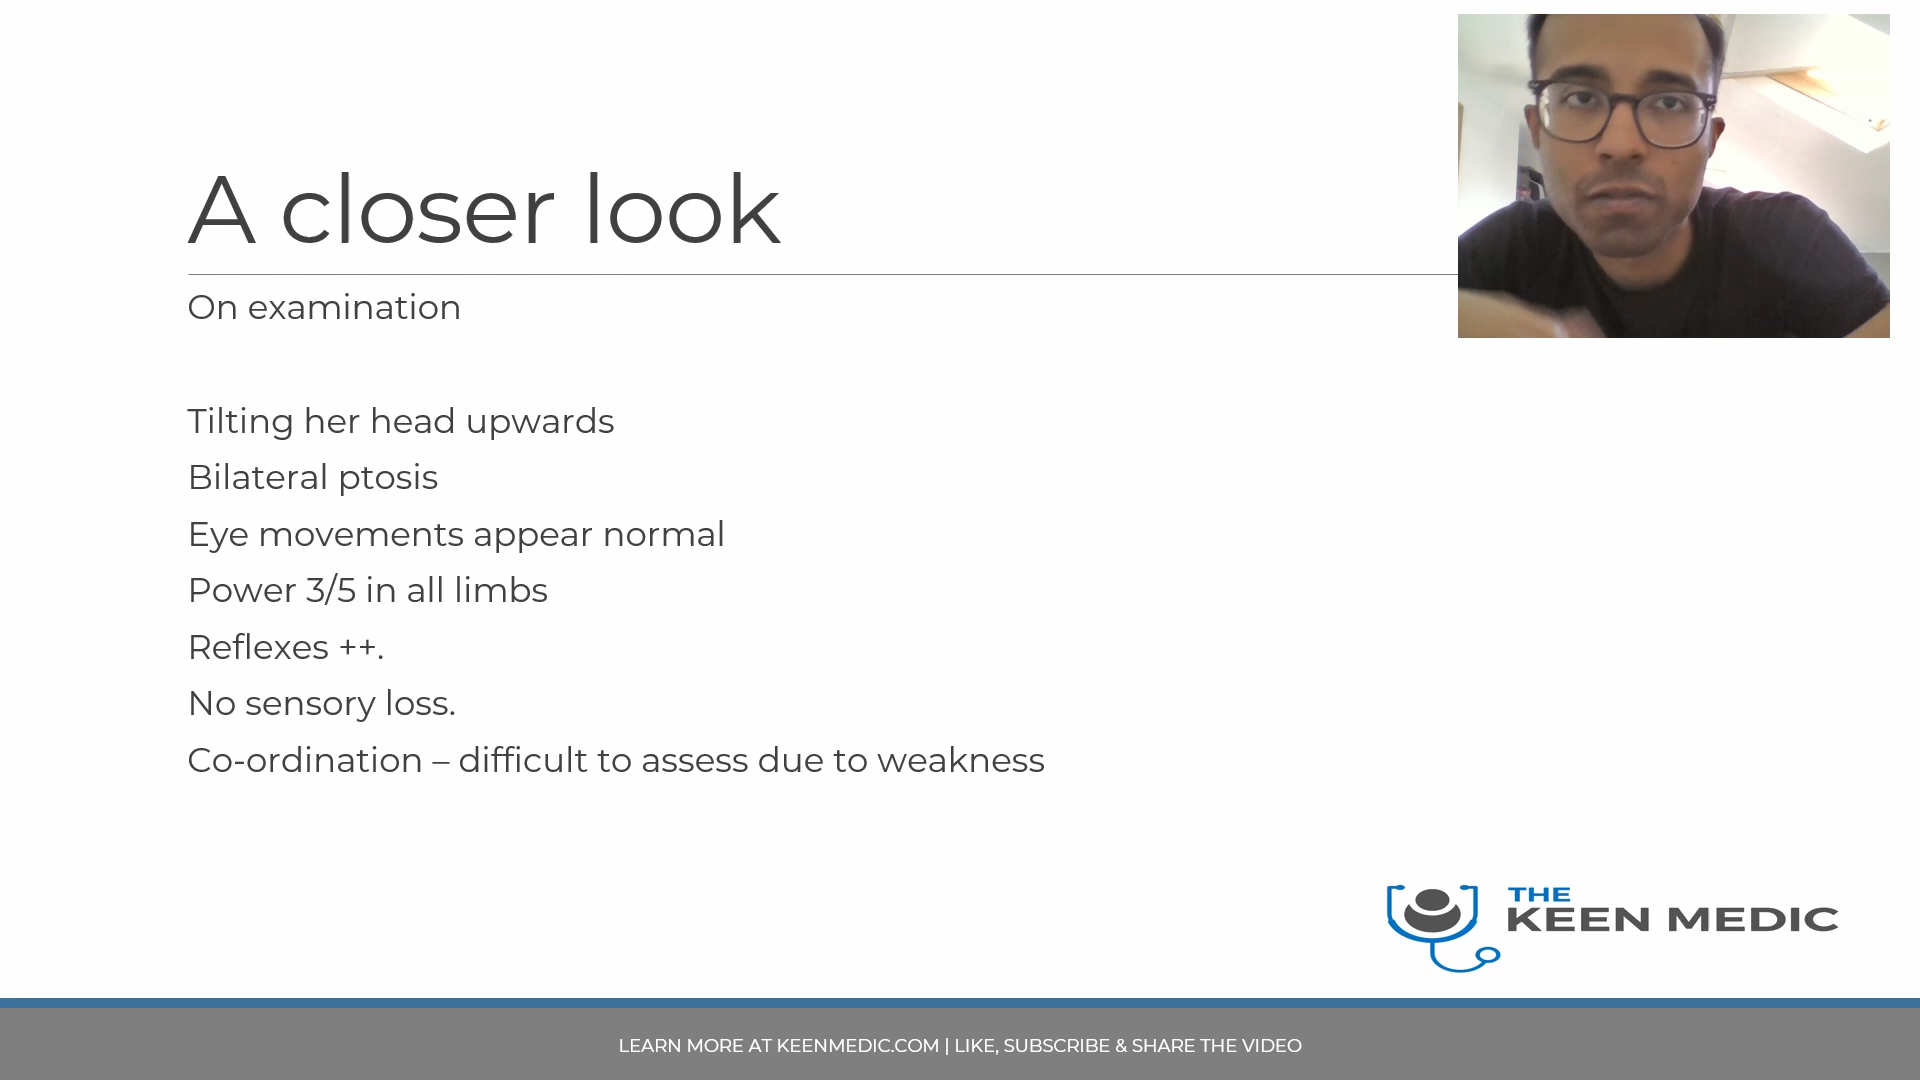 A closer look
On examination
Tilting her head upwards
Bilateral ptosis
Eye movements appear normal
Power 3/5 in all limbs
Reflexes ++.
No sensory loss.
Co-ordination – difficult to assess due to weakness
THE
KEEN MEDIC
LEARN MORE AT KEENMEDIC.COM | LIKE, SUBSCRIBE & SHARE THE VIDEO